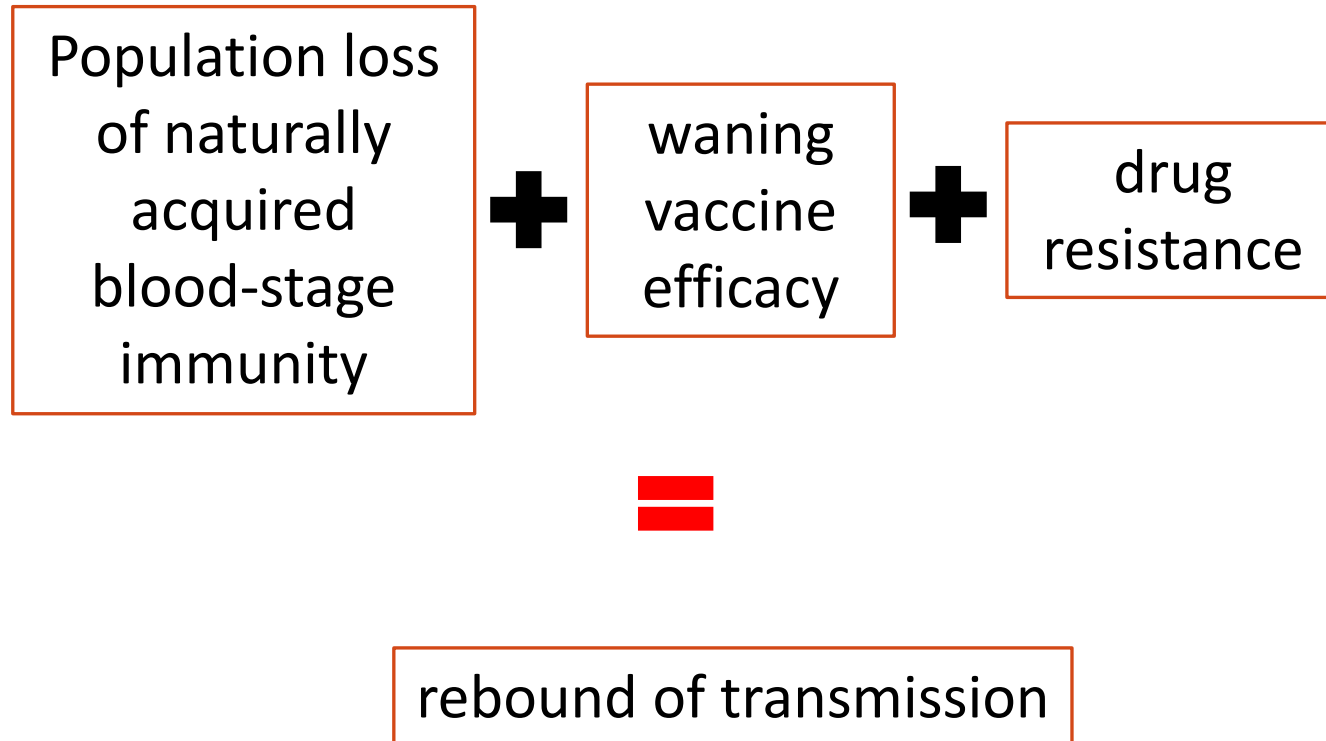 Population loss
of naturally
acquired
blood-stage
immunity
waning
vaccine
efficacy
drug
resistance
rebound of transmission